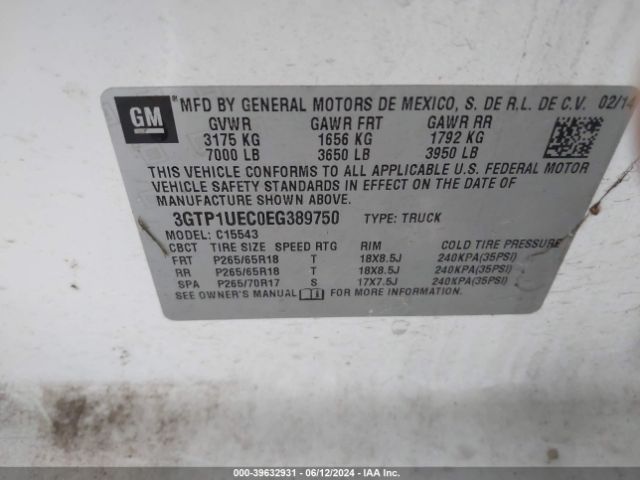 GM ® MFD BY GENERAL MOTORS DE MEXICO, S. DE R.L. DE C.V. 02/14
GVWR GAWR FRT GAWR RR
3175 KG 1656 KG 1792 KG
7000 LB 3650 LB 3950 LB
THIS VEHICLE CONFORMS TO ALL APPLICABLE U.S. FEDERAL MOTOR
VEHICLE SAFETY STANDARDS IN EFFECT ON THE DATE OF
MANUFACTURE SHOWN ABOVE.
3GTP1UEC0EG389750 TYPE: TRUCK
MODEL: C15543
CBCT TIRE SIZE SPEED RTG RIM COLD TIRE PRESSURE
FRT P265/65R18 T 18X8.5J 240KPA(35PSI)
RR P265/65R18 T 18X8.5J 240KPA(35PSI)
SPA P265/70R17 S 17X7.5J 240KPA(35PSI)
SEE OWNER'S MANUAL FOR MORE INFORMATION.
000-39632931 - 06/12/2024 - IAA Inc.